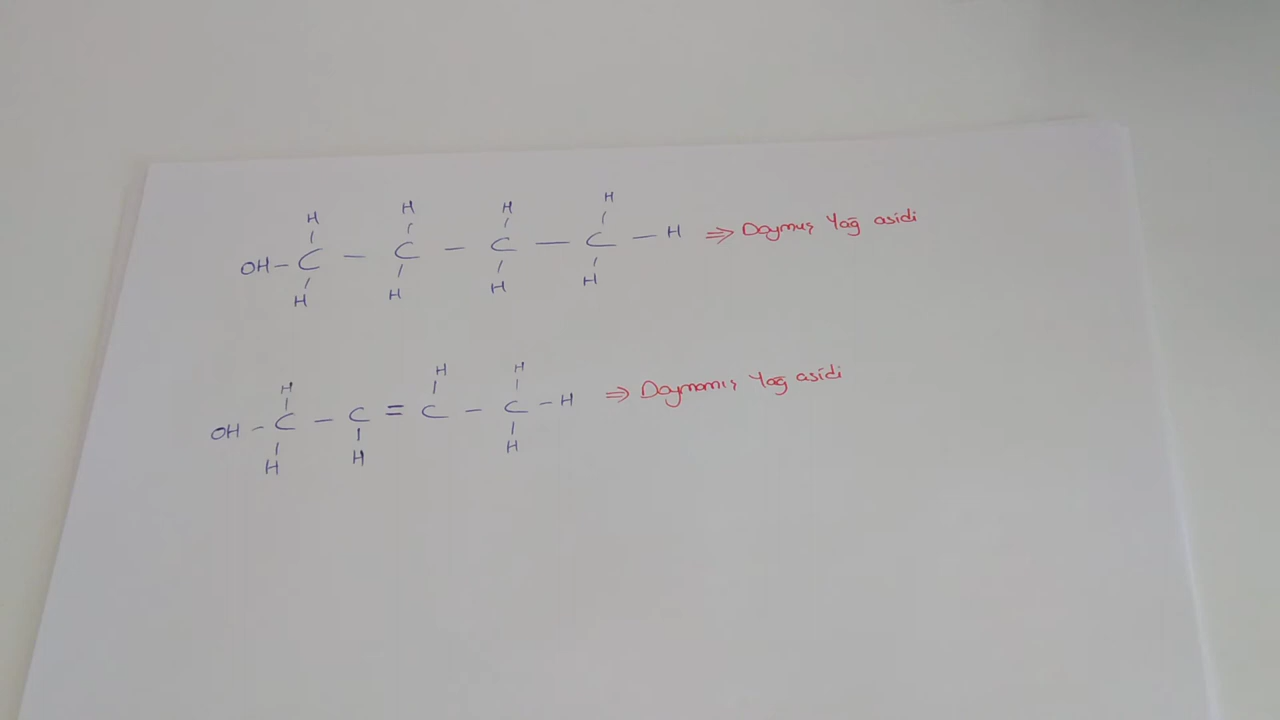 H H H H
OH – C – C – C – C – H ⇒ Doymuş Yağ asidi
H H H H
H H H
OH – C – C = C – C – H ⇒ Doymamış Yağ asidi
H H H